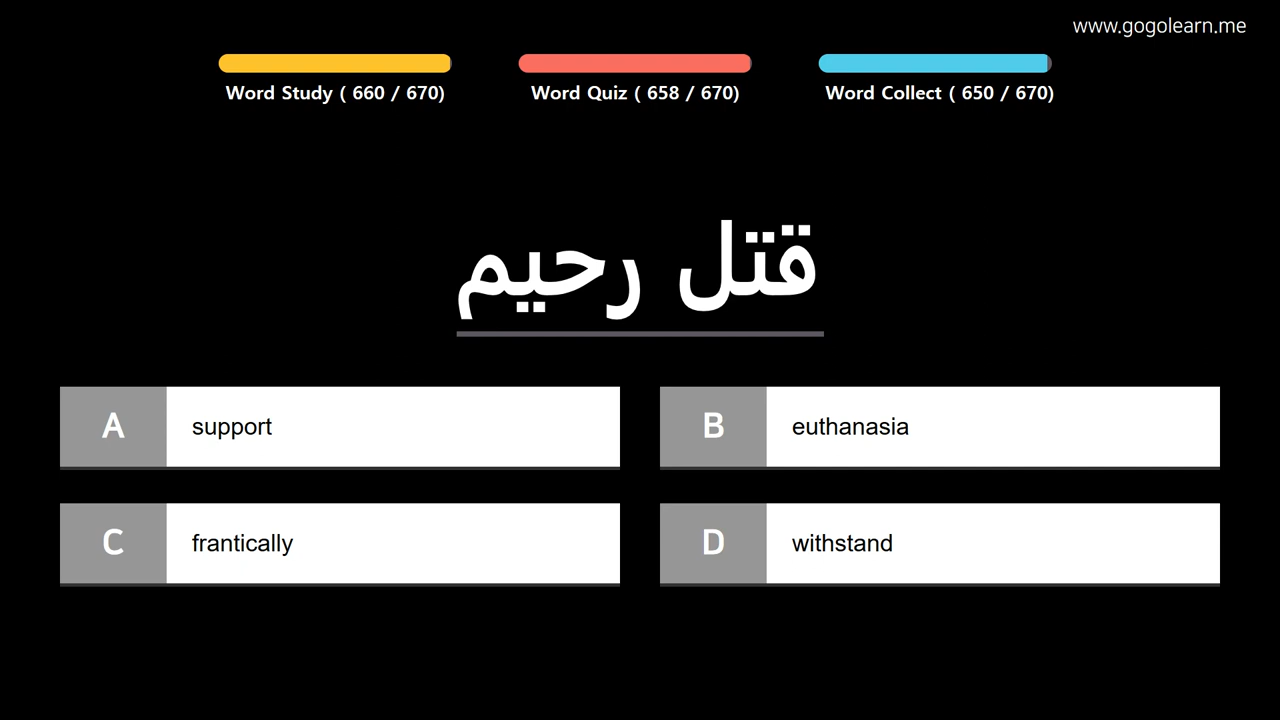 www.gogolearn.me
Word Study ( 660 / 670)
Word Quiz ( 658 / 670)
Word Collect ( 650 / 670)
قتل رحيم
A support
B euthanasia
C frantically
D withstand